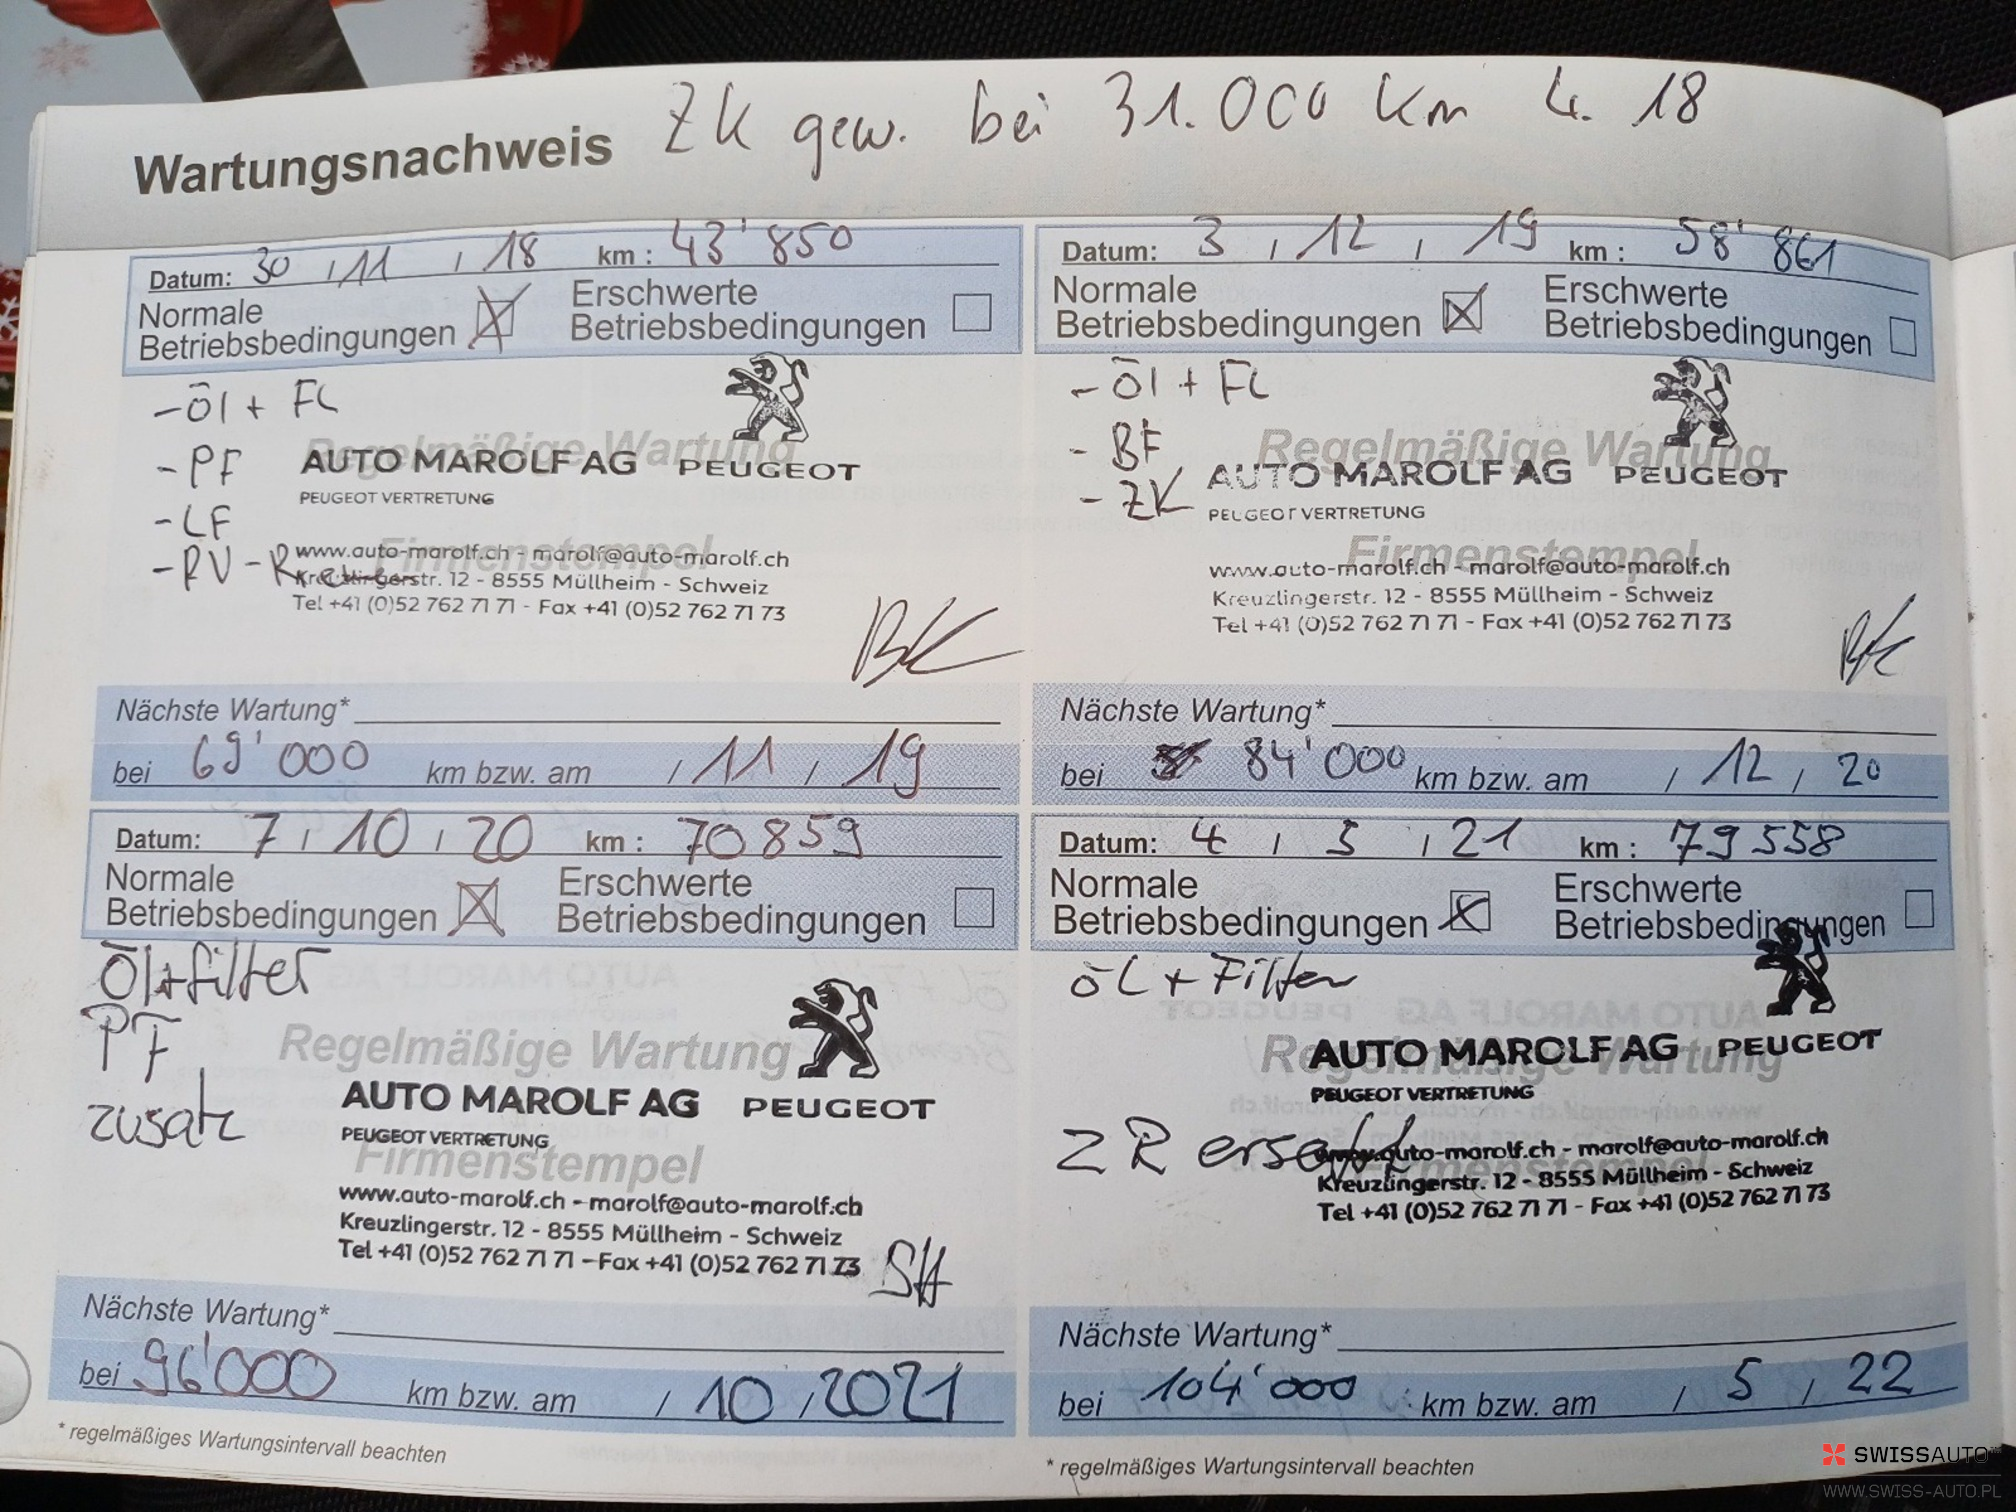 Wartungsnachweis ZK gew. bei 31.000 km 4. 18
Datum: 30 / 11 / 18 km : 43'850
Normale Betriebsbedingungen Erschwerte Betriebsbedingungen
- Öl + FL
- PF
- LF
- RV -
Regelmäßige Wartung
AUTO MAROLF AG PEUGEOT
PEUGEOT VERTRETUNG
Firmenstempel
www.auto-marolf.ch - marolf@auto-marolf.ch
Kreuzlingerstr. 12 - 8555 Müllheim - Schweiz
Tel +41 (0)52 762 71 71 - Fax +41 (0)52 762 71 73
BK
Nächste Wartung*
bei 69'000 km bzw. am / 11 / 19
Datum: 3 / 12 / 19 km : 58'861
Normale Betriebsbedingungen Erschwerte Betriebsbedingungen
- Öl + FL
- BF
- ZK
Regelmäßige Wartung
AUTO MAROLF AG PEUGEOT
PEUGEOT VERTRETUNG
Firmenstempel
www.auto-marolf.ch - marolf@auto-marolf.ch
Kreuzlingerstr. 12 - 8555 Müllheim - Schweiz
Tel +41 (0)52 762 71 71 - Fax +41 (0)52 762 71 73
BK
Nächste Wartung*
bei 84'000 km bzw. am / 12 / 20
Datum: 7 / 10 / 20 km : 70859
Normale Betriebsbedingungen Erschwerte Betriebsbedingungen
Öl+filter
PF
zusatz
Regelmäßige Wartung
AUTO MAROLF AG PEUGEOT
PEUGEOT VERTRETUNG
Firmenstempel
www.auto-marolf.ch - marolf@auto-marolf.ch
Kreuzlingerstr. 12 - 8555 Müllheim - Schweiz
Tel +41 (0)52 762 71 71 - Fax +41 (0)52 762 71 73
SH
Nächste Wartung*
bei 96'000 km bzw. am / 10 / 2021
* regelmäßiges Wartungsintervall beachten
Datum: 4 / 5 / 21 km : 79558
Normale Betriebsbedingungen Erschwerte Betriebsbedingungen
ÖL + Filter
Regelmäßige Wartung
AUTO MAROLF AG PEUGEOT
PEUGEOT VERTRETUNG
ZR ersetzt
Firmenstempel
www.auto-marolf.ch - marolf@auto-marolf.ch
Kreuzlingerstr. 12 - 8555 Müllheim - Schweiz
Tel +41 (0)52 762 71 71 - Fax +41 (0)52 762 71 73
Nächste Wartung*
bei 104'000 km bzw. am / 5 / 22
* regelmäßiges Wartungsintervall beachten
SWISSAUTO
WWW.SWISS-AUTO.PL